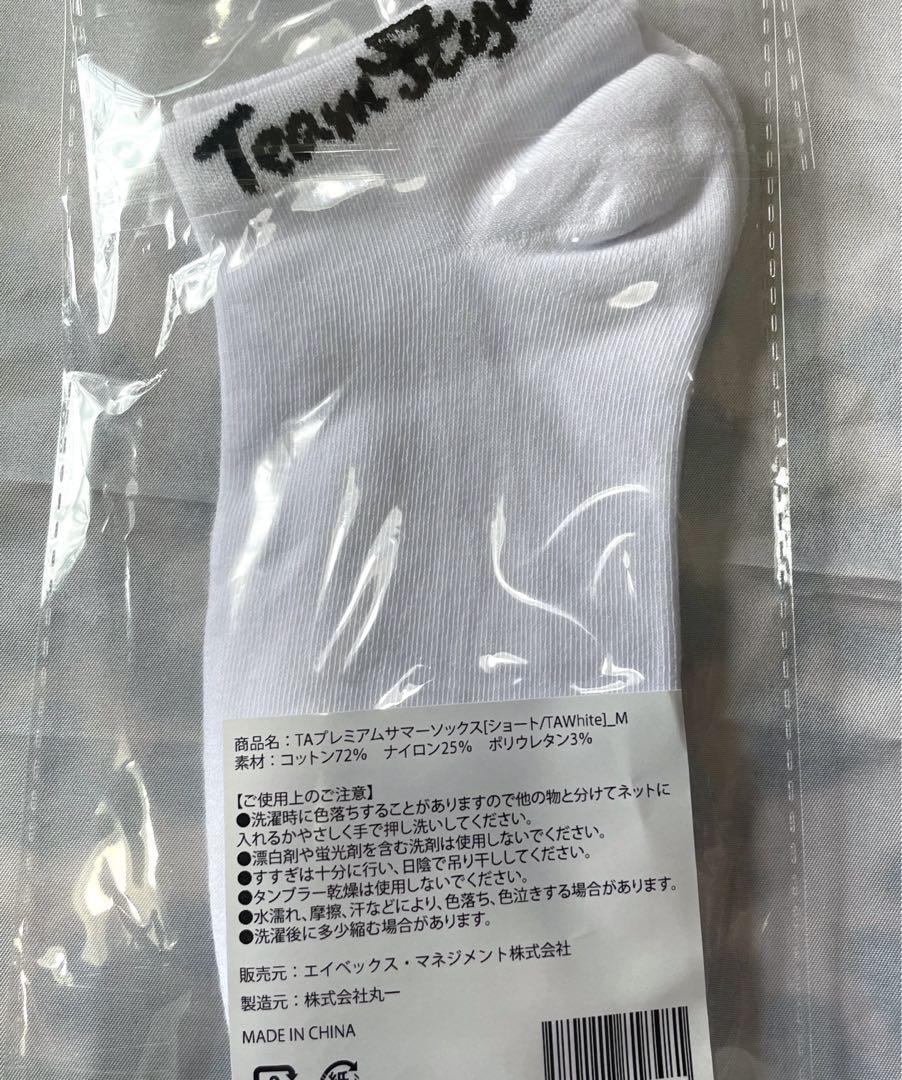 Team Style
商品名：TAプレミアムサマーソックス[ショート/TAWhite]_M
素材：コットン72%　ナイロン25%　ポリウレタン3%
【ご使用上のご注意】
●洗濯時に色落ちすることがありますので他の物と分けてネットに
入れるかやさしく手で押し洗いしてください。
●漂白剤や蛍光剤を含む洗剤は使用しないでください。
●すすぎは十分に行い、日陰で吊り干ししてください。
●タンブラー乾燥は使用しないでください。
●水濡れ、摩擦、汗などにより、色落ち、色泣きする場合があります。
●洗濯後に多少縮む場合があります。
販売元：エイベックス・マネジメント株式会社
製造元：株式会社丸一
MADE IN CHINA
紙